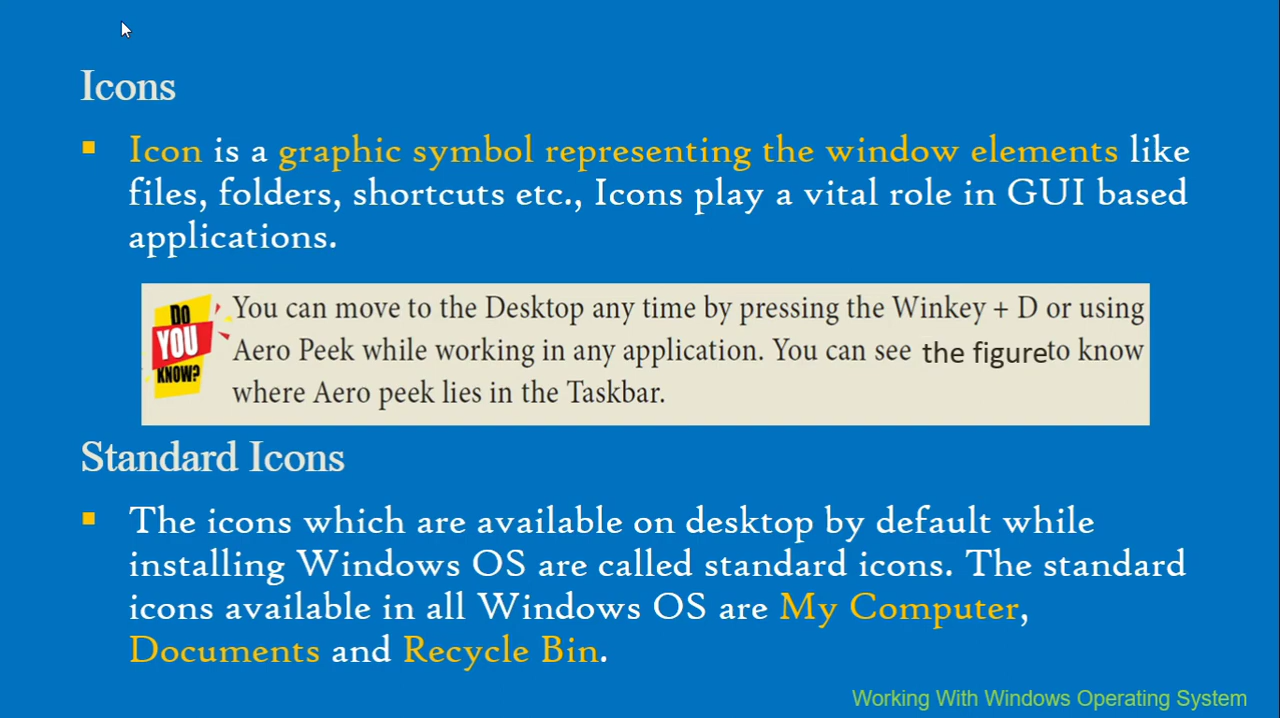 Icons
▪ Icon is a graphic symbol representing the window elements like
files, folders, shortcuts etc., Icons play a vital role in GUI based
applications.
DO
YOU
KNOW?
You can move to the Desktop any time by pressing the Winkey + D or using
Aero Peek while working in any application. You can see the figureto know
where Aero peek lies in the Taskbar.
Standard Icons
▪ The icons which are available on desktop by default while
installing Windows OS are called standard icons. The standard
icons available in all Windows OS are My Computer,
Documents and Recycle Bin.
Working With Windows Operating System